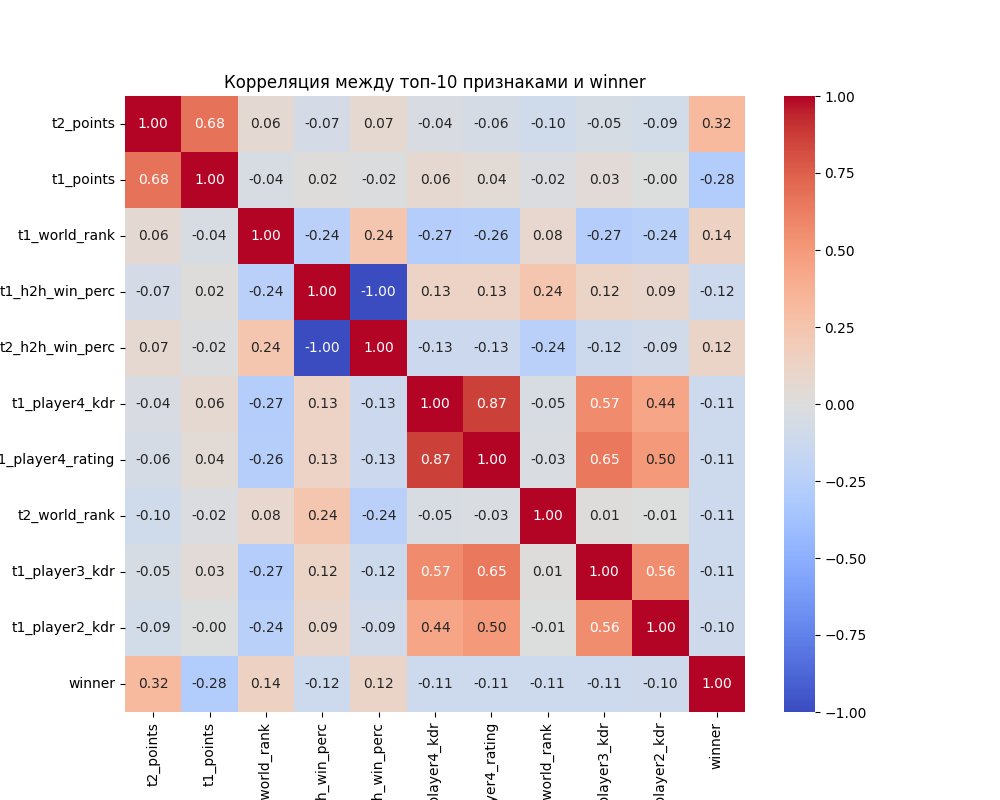 Корреляция между топ-10 признаками и winner
t2_points 1.00 0.68 0.06 -0.07 0.07 -0.04 -0.06 -0.10 -0.05 -0.09 0.32
t1_points 0.68 1.00 -0.04 0.02 -0.02 0.06 0.04 -0.02 0.03 -0.00 -0.28
t1_world_rank 0.06 -0.04 1.00 -0.24 0.24 -0.27 -0.26 0.08 -0.27 -0.24 0.14
t1_h2h_win_perc -0.07 0.02 -0.24 1.00 -1.00 0.13 0.13 0.24 0.12 0.09 -0.12
t2_h2h_win_perc 0.07 -0.02 0.24 -1.00 1.00 -0.13 -0.13 -0.24 -0.12 -0.09 0.12
t1_player4_kdr -0.04 0.06 -0.27 0.13 -0.13 1.00 0.87 -0.05 0.57 0.44 -0.11
1_player4_rating -0.06 0.04 -0.26 0.13 -0.13 0.87 1.00 -0.03 0.65 0.50 -0.11
t2_world_rank -0.10 -0.02 0.08 0.24 -0.24 -0.05 -0.03 1.00 0.01 -0.01 -0.11
t1_player3_kdr -0.05 0.03 -0.27 0.12 -0.12 0.57 0.65 0.01 1.00 0.56 -0.11
t1_player2_kdr -0.09 -0.00 -0.24 0.09 -0.09 0.44 0.50 -0.01 0.56 1.00 -0.10
winner 0.32 -0.28 0.14 -0.12 0.12 -0.11 -0.11 -0.11 -0.11 -0.10 1.00
t2_points
t1_points
world_rank
h_win_perc
h_win_perc
player4_kdr
yer4_rating
world_rank
player3_kdr
player2_kdr
winner
1.00
0.75
0.50
0.25
0.00
−0.25
−0.50
−0.75
−1.00